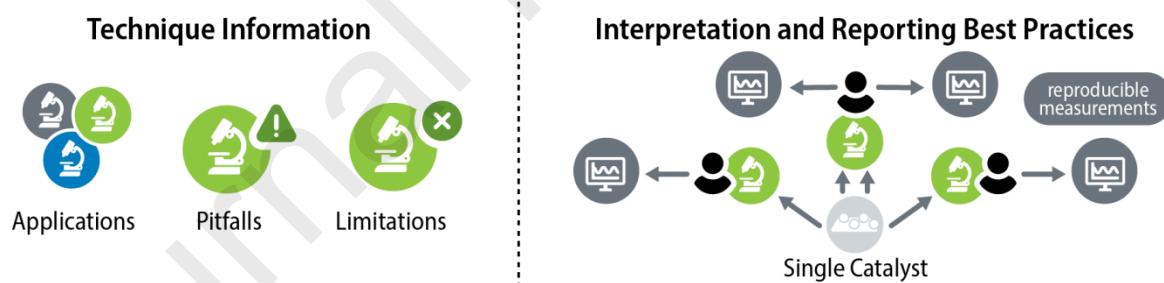 Technique Information
Applications
Pitfalls
Limitations
Interpretation and Reporting Best Practices
reproducible
measurements
Single Catalyst